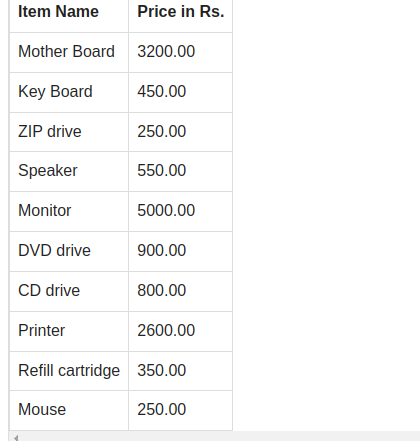 Item Name Price in Rs.
Mother Board 3200.00
Key Board 450.00
ZIP drive 250.00
Speaker 550.00
Monitor 5000.00
DVD drive 900.00
CD drive 800.00
Printer 2600.00
Refill cartridge 350.00
Mouse 250.00